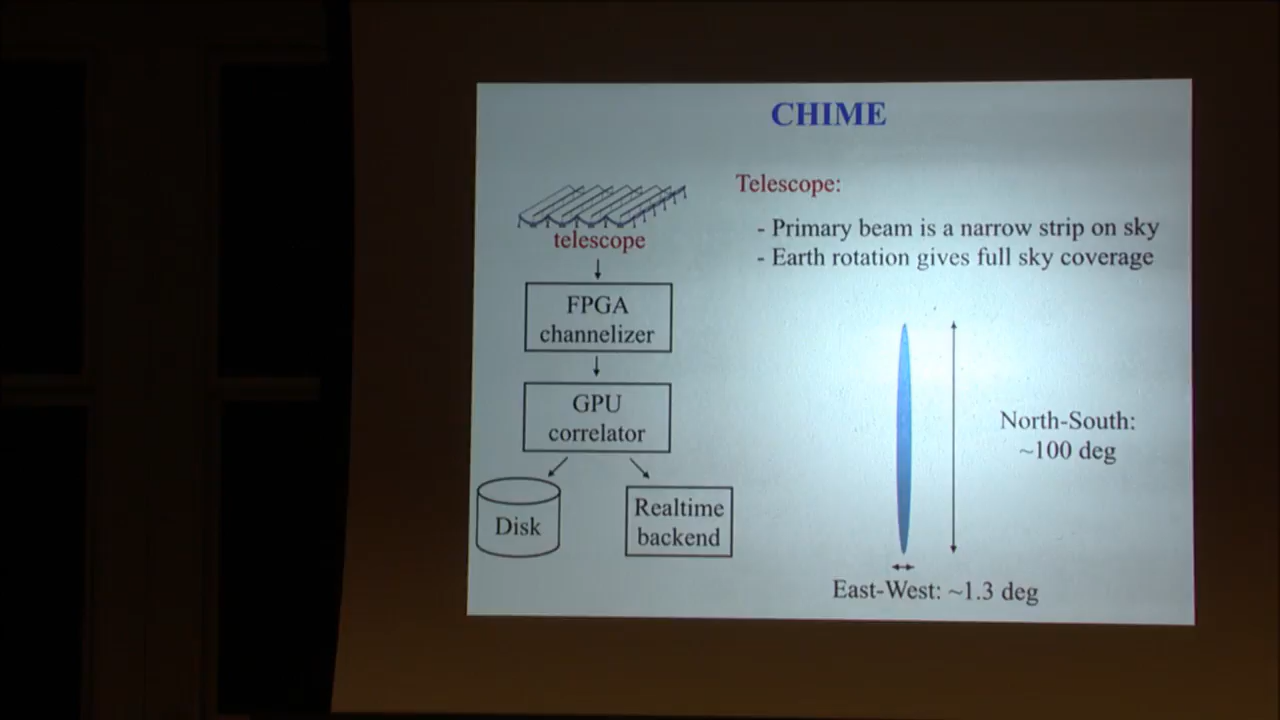 CHIME
telescope
FPGA
channelizer
GPU
correlator
Disk
Realtime
backend
Telescope:
- Primary beam is a narrow strip on sky
- Earth rotation gives full sky coverage
North-South:
~100 deg
East-West: ~1.3 deg